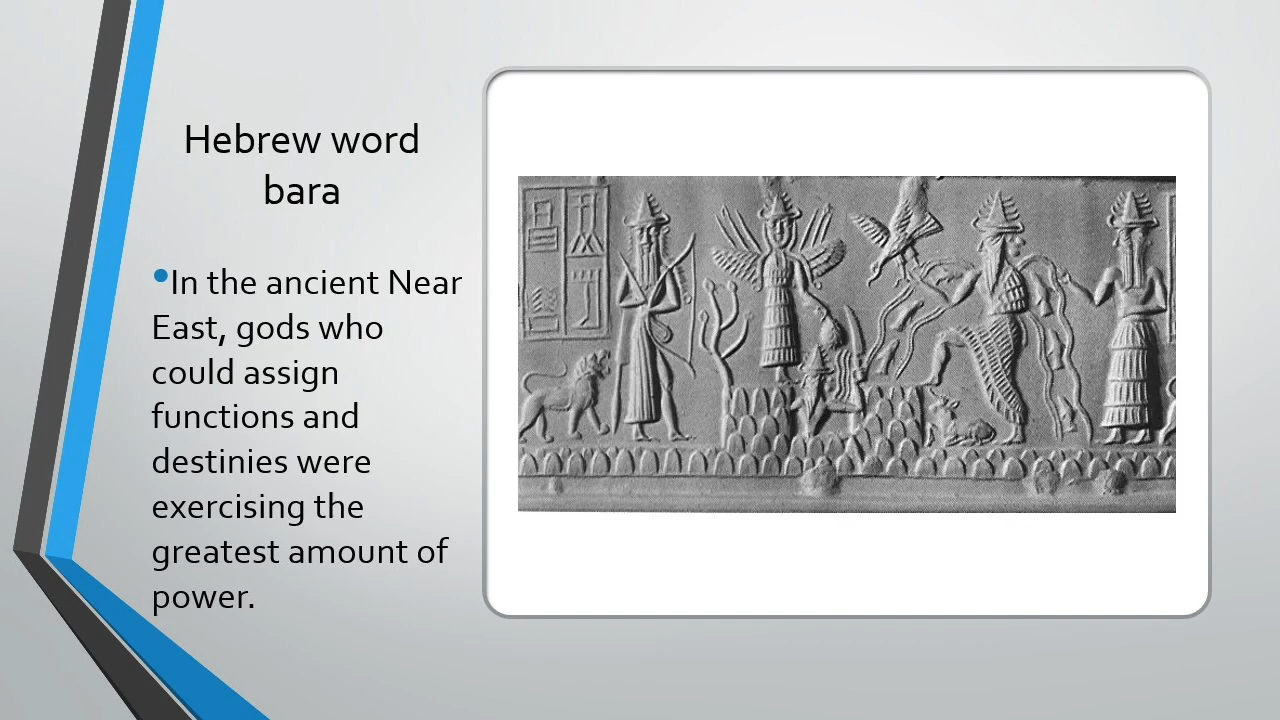 Hebrew word
bara
•In the ancient Near
East, gods who
could assign
functions and
destinies were
exercising the
greatest amount of
power.